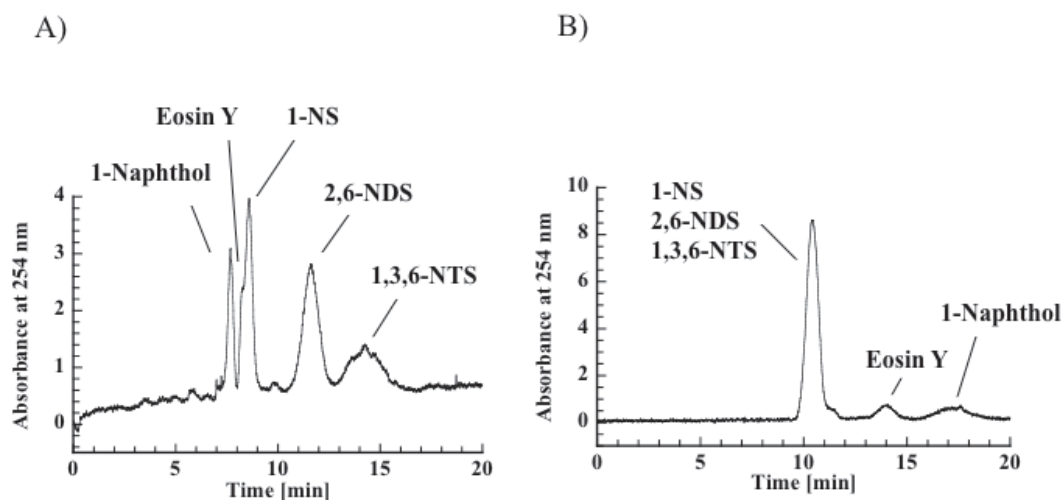 A)
Eosin Y
1-NS
1-Naphthol
2,6-NDS
1,3,6-NTS
Absorbance at 254 nm
4
3
2
1
0
0 5 10 15 20
Time [min]
B)
1-NS
2,6-NDS
1,3,6-NTS
1-Naphthol
Eosin Y
Absorbance at 254 nm
10
8
6
4
2
0
0 5 10 15 20
Time [min]